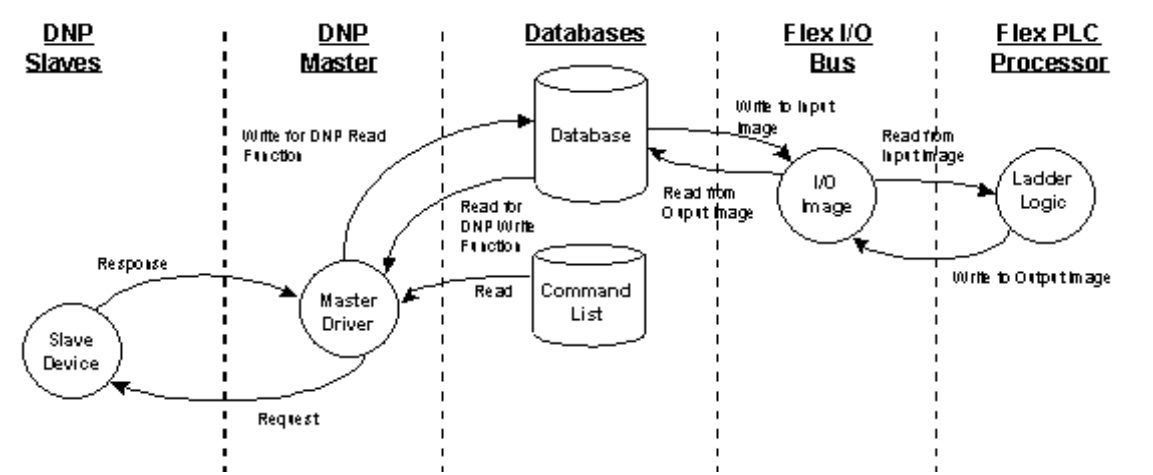 DNP
Slaves
DNP
Master
Databases
Flex I/O
Bus
Flex PLC
Processor
Write for DNP Read
Function
Database
Write to Input
Image
Read from
Input Image
Read from
Output Image
I/O
Image
Ladder
Logic
Read for
DNP Write
Function
Response
Master
Driver
Read
Command
List
Write to Output Image
Slave
Device
Request